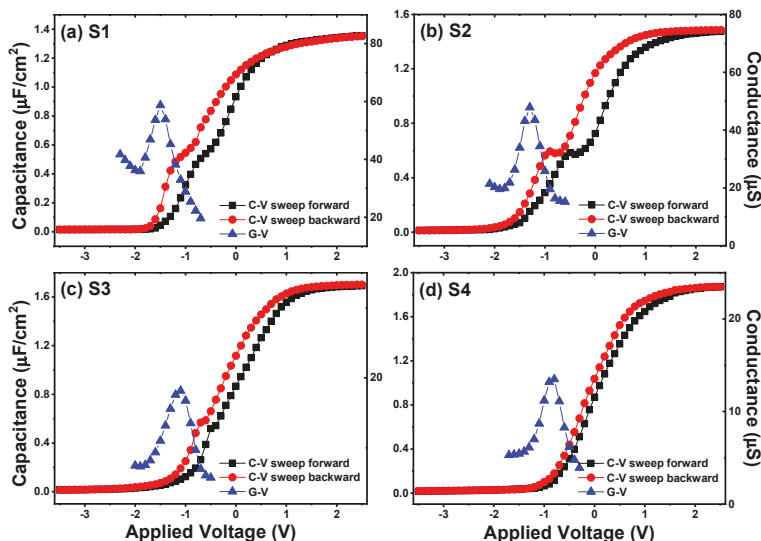 (a) S1
Capacitance (μF/cm²)
1.4
1.2
1.0
0.8
0.6
0.4
0.2
0.0
80
60
40
20
-3 -2 -1 0 1 2
C-V sweep forward
C-V sweep backward
G-V
(b) S2
1.6
1.2
0.8
0.4
0.0
80
60
40
20
0
Conductance (μS)
-3 -2 -1 0 1 2
C-V sweep forward
C-V sweep backward
G-V
(c) S3
Capacitance (μF/cm²)
1.6
1.2
0.8
0.4
0.0
20
-3 -2 -1 0 1 2
C-V sweep forward
C-V sweep backward
G-V
Applied Voltage (V)
(d) S4
2.0
1.6
1.2
0.8
0.4
0.0
20
10
0
Conductance (μS)
-3 -2 -1 0 1 2
C-V sweep forward
C-V sweep backward
G-V
Applied Voltage (V)